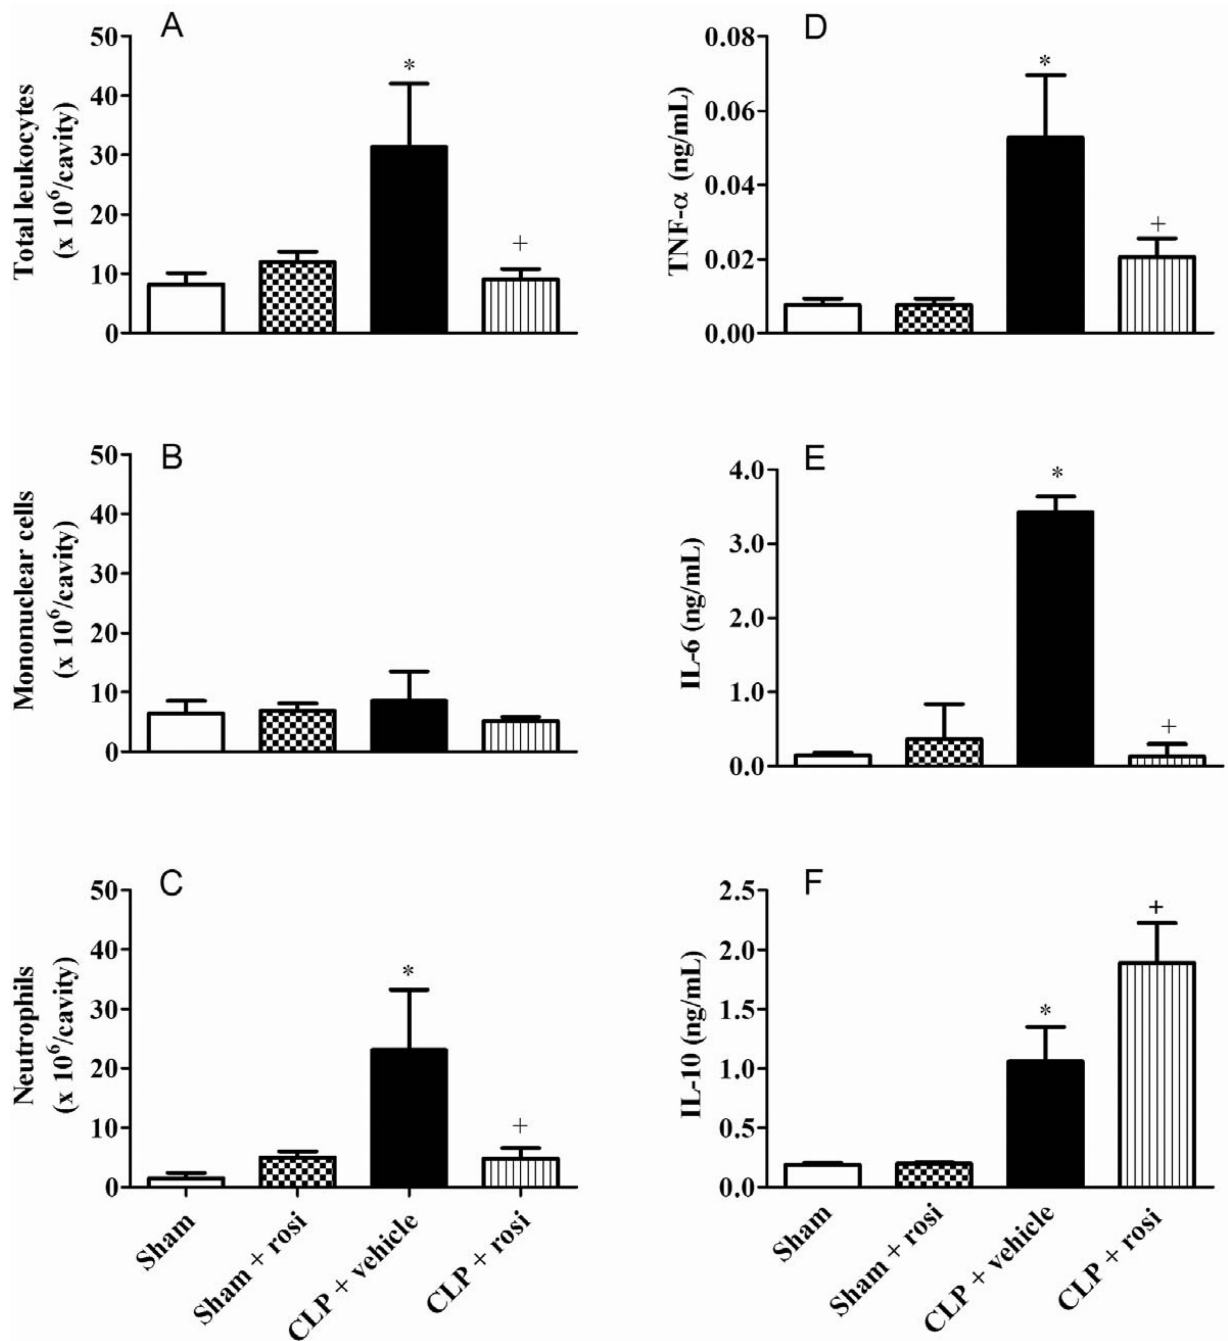 A
Total leukocytes
(x 10⁶/cavity)
50
40
30
20
10
0
*
+
D
TNF-α (ng/mL)
0.08
0.06
0.04
0.02
0.00
*
+
B
Mononuclear cells
(x 10⁶/cavity)
50
40
30
20
10
0
E
IL-6 (ng/mL)
4.0
3.0
2.0
1.0
0.0
*
+
C
Neutrophils
(x 10⁶/cavity)
50
40
30
20
10
0
*
+
Sham
Sham + rosi
CLP + vehicle
CLP + rosi
F
IL-10 (ng/mL)
2.5
2.0
1.5
1.0
0.5
0.0
*
+
Sham
Sham + rosi
CLP + vehicle
CLP + rosi